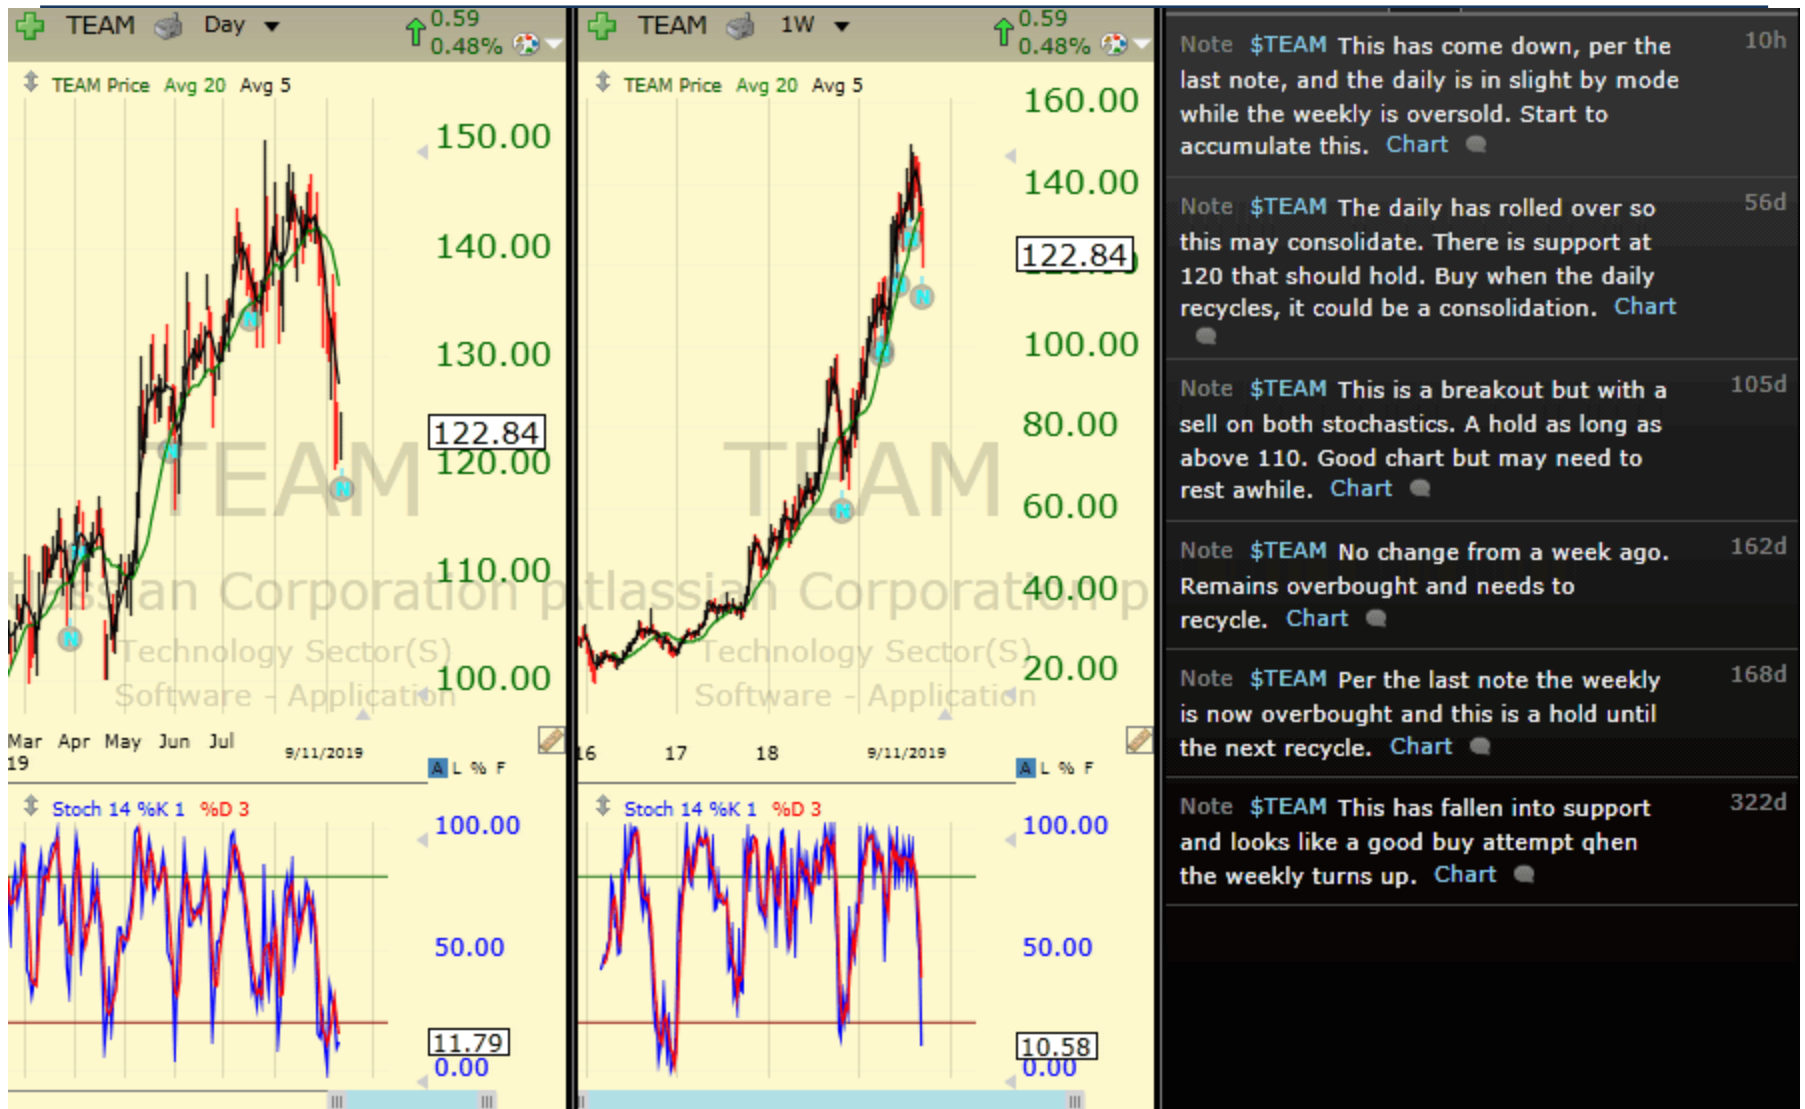 TEAM Day
0.59
0.48%
TEAM Price Avg 20 Avg 5
150.00
140.00
130.00
122.84
120.00
110.00
100.00
TEAM
tlassian Corporation p
Technology Sector(S)
Software - Application
Mar Apr May Jun Jul
19
9/11/2019
A L % F
Stoch 14 %K 1 %D 3
100.00
50.00
11.79
0.00
N
N
N
N
TEAM 1W
0.59
0.48%
TEAM Price Avg 20 Avg 5
160.00
140.00
122.84
100.00
80.00
60.00
40.00
20.00
TEAM
tlassian Corporation p
Technology Sector(S)
Software - Application
16 17 18
9/11/2019
A L % F
Stoch 14 %K 1 %D 3
100.00
50.00
10.58
0.00
N
N
Note $TEAM This has come down, per the 10h
last note, and the daily is in slight by mode
while the weekly is oversold. Start to
accumulate this. Chart
Note $TEAM The daily has rolled over so 56d
this may consolidate. There is support at
120 that should hold. Buy when the daily
recycles, it could be a consolidation. Chart
Note $TEAM This is a breakout but with a 105d
sell on both stochastics. A hold as long as
above 110. Good chart but may need to
rest awhile. Chart
Note $TEAM No change from a week ago. 162d
Remains overbought and needs to
recycle. Chart
Note $TEAM Per the last note the weekly 168d
is now overbought and this is a hold until
the next recycle. Chart
Note $TEAM This has fallen into support 322d
and looks like a good buy attempt qhen
the weekly turns up. Chart